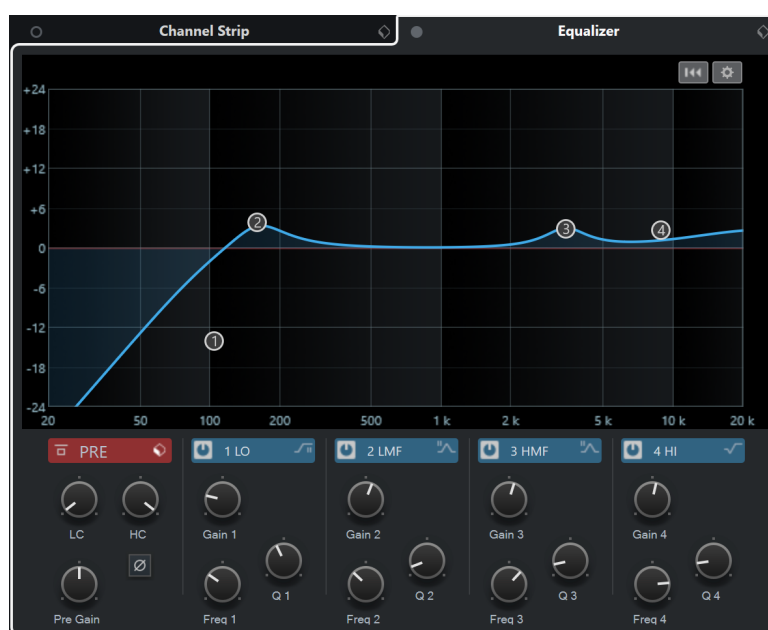 Channel Strip
Equalizer
+24
+18
+12
+6
0
-6
-12
-18
-24
20 50 100 200 500 1 k 2 k 5 k 10 k 20 k
1
2
3
4
PRE
1 LO
2 LMF
3 HMF
4 HI
LC HC Gain 1 Gain 2 Gain 3 Gain 4
Ø
Q 1 Q 2 Q 3 Q 4
Pre Gain Freq 1 Freq 2 Freq 3 Freq 4